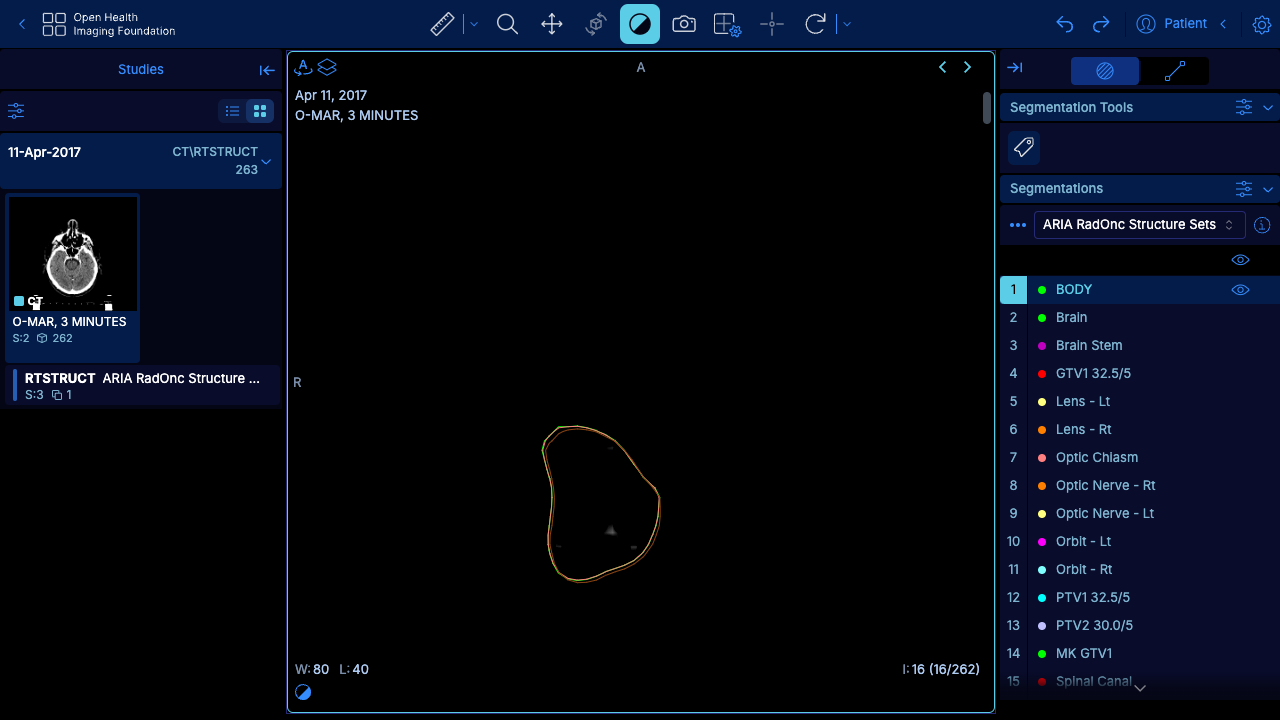 Open Health
Imaging Foundation
Patient
Studies
11-Apr-2017
CT\RTSTRUCT
263
CT
O-MAR, 3 MINUTES
S:2 262
RTSTRUCT ARIA RadOnc Structure ...
S:3 1
A
A
Apr 11, 2017
O-MAR, 3 MINUTES
R
W: 80 L: 40
I: 16 (16/262)
Segmentation Tools
Segmentations
ARIA RadOnc Structure Sets
1 BODY
2 Brain
3 Brain Stem
4 GTV1 32.5/5
5 Lens - Lt
6 Lens - Rt
7 Optic Chiasm
8 Optic Nerve - Rt
9 Optic Nerve - Lt
10 Orbit - Lt
11 Orbit - Rt
12 PTV1 32.5/5
13 PTV2 30.0/5
14 MK GTV1
15 Spinal Canal